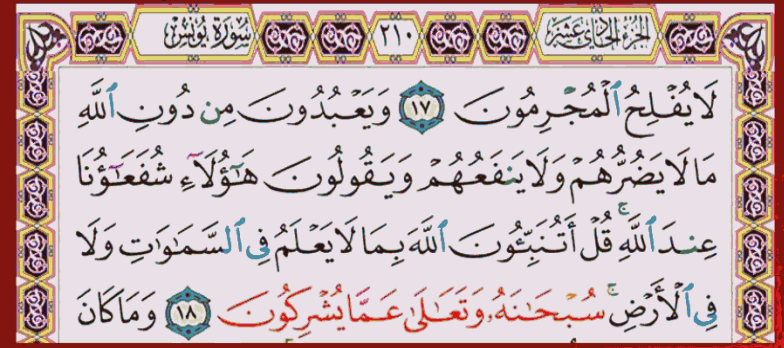 الجزء الحادي عشر ٢١٠ سورة يونس
لَا يُفْلِحُ ٱلْمُجْرِمُونَ ١٧ وَيَعْبُدُونَ مِن دُونِ ٱللَّهِ
مَا لَا يَضُرُّهُمْ وَلَا يَنفَعُهُمْ وَيَقُولُونَ هَٰٓؤُلَآءِ شُفَعَٰٓؤُنَا
عِندَ ٱللَّهِ ۚ قُلْ أَتُنَبِّـُٔونَ ٱللَّهَ بِمَا لَا يَعْلَمُ فِى ٱلسَّمَٰوَٰتِ وَلَا
فِى ٱلْأَرْضِ ۚ سُبْحَٰنَهُۥ وَتَعَٰلَىٰ عَمَّا يُشْرِكُونَ ١٨ وَمَا كَانَ